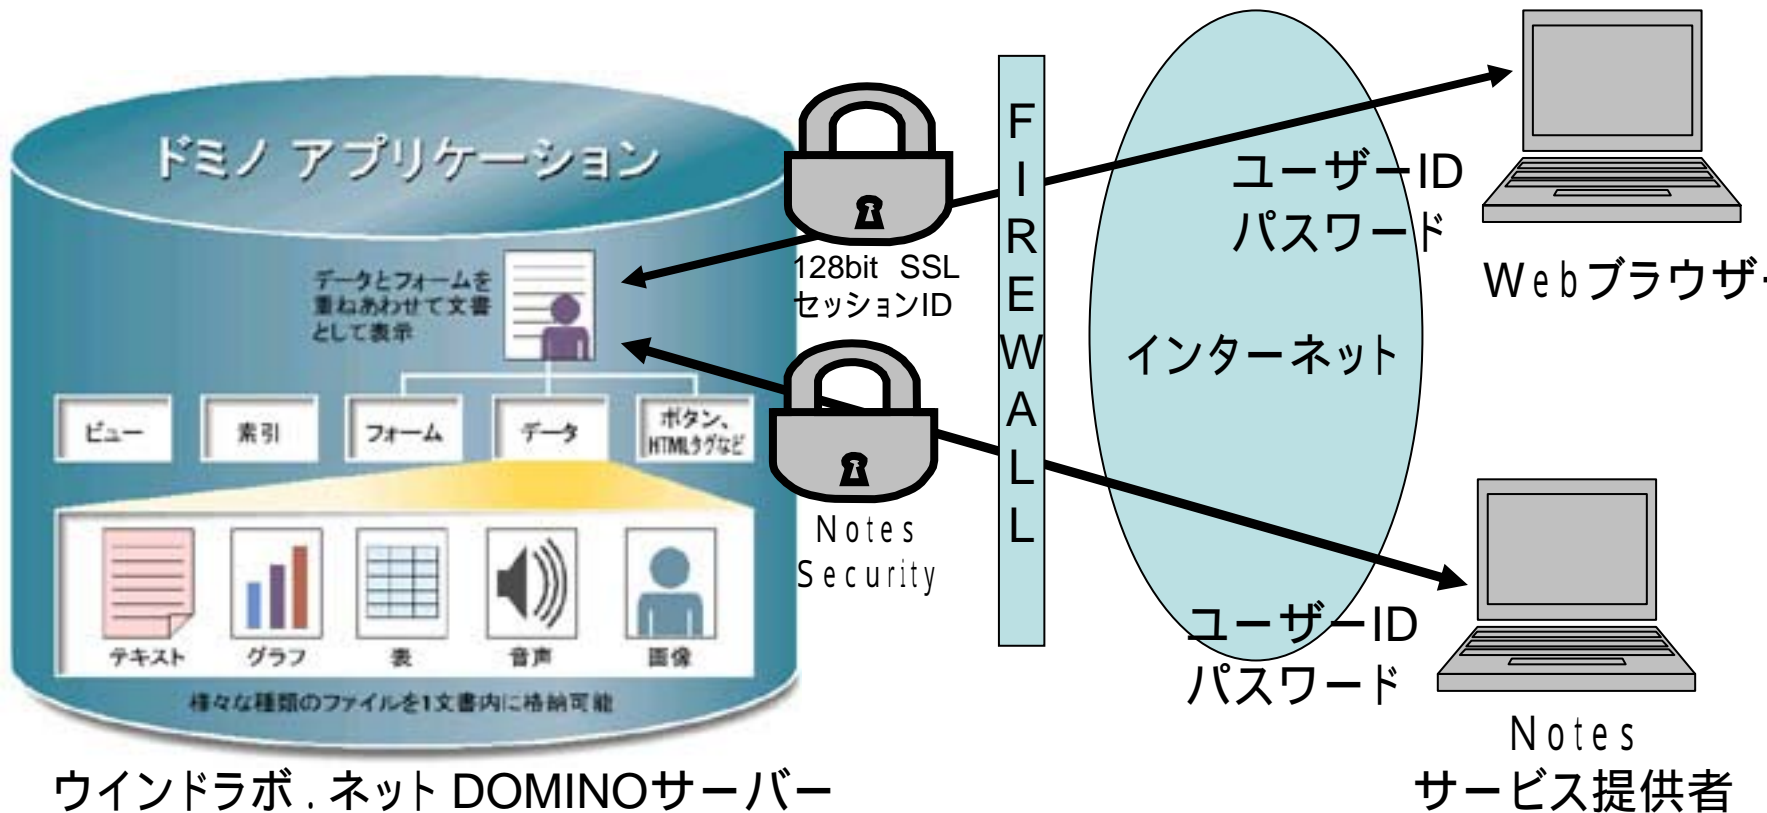 ドミノ アプリケーション
データとフォームを
重ねあわせて文書
として表示
ビュー
索引
フォーム
データ
ボタン、
HTMLタグなど
テキスト
グラフ
表
音声
画像
様々な種類のファイルを1文書内に格納可能
ウインドラボ．ネット DOMINOサーバー
128bit SSL
セッションID
Notes
Security
FIREWALL
インターネット
ユーザーID
パスワード
Webブラウザー
ユーザーID
パスワード
Notes
サービス提供者